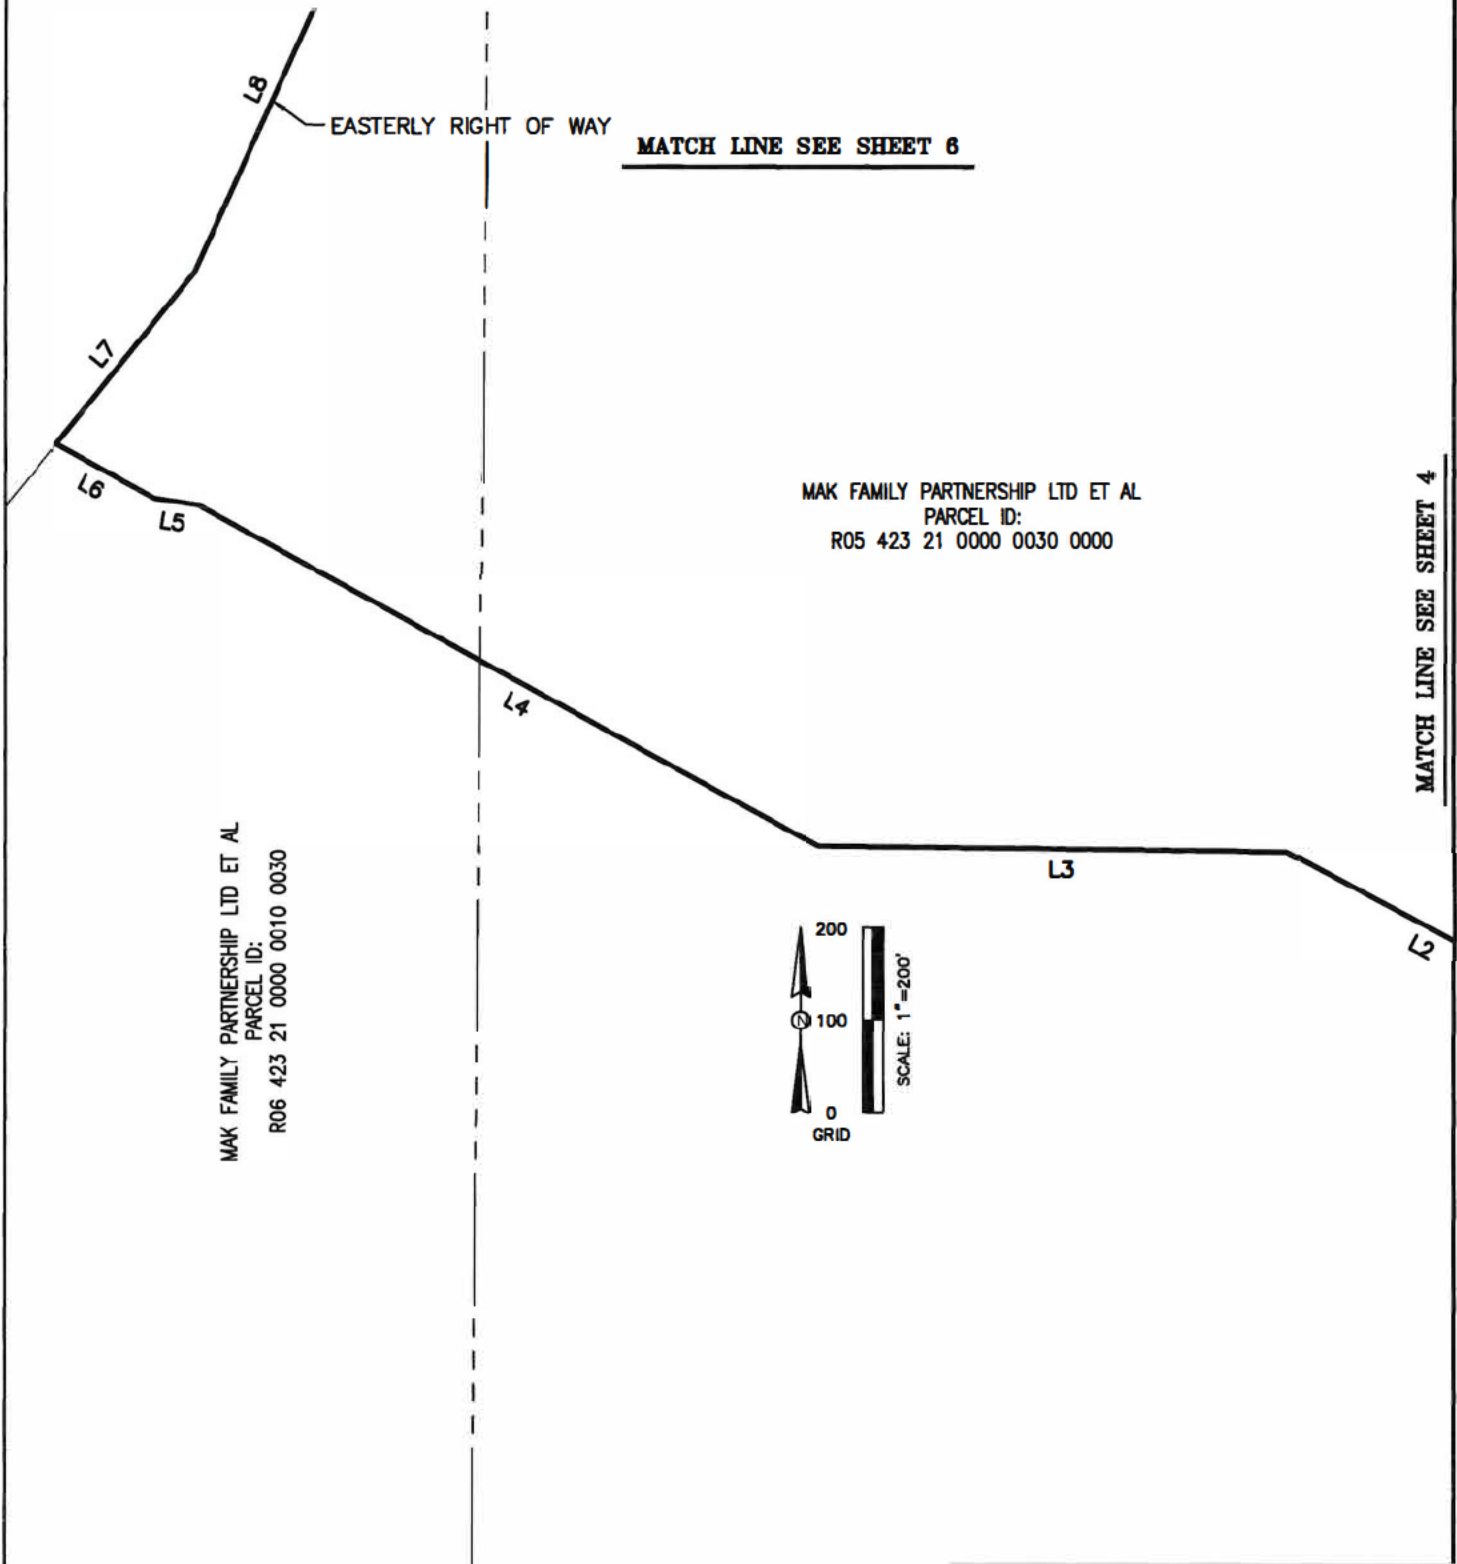 L8
EASTERLY RIGHT OF WAY
MATCH LINE SEE SHEET 6
L7
L6
L5
MAK FAMILY PARTNERSHIP LTD ET AL
PARCEL ID:
R05 423 21 0000 0030 0000
MATCH LINE SEE SHEET 4
L4
L3
L2
MAK FAMILY PARTNERSHIP LTD ET AL
PARCEL ID:
R06 423 21 0000 0010 0030
200
N 100
0
GRID
SCALE: 1"=200'